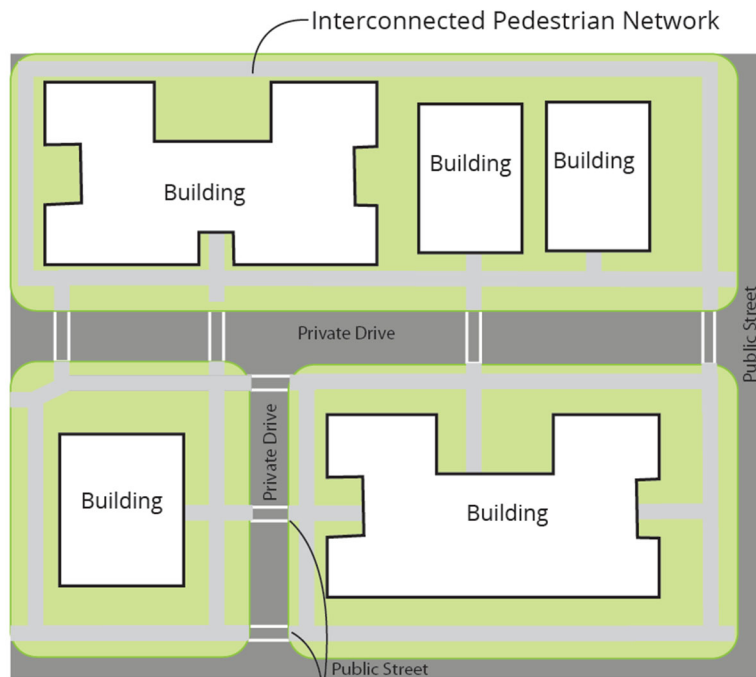 Interconnected Pedestrian Network
Building
Building
Building
Private Drive
Public Street
Private Drive
Building
Building
Public Street